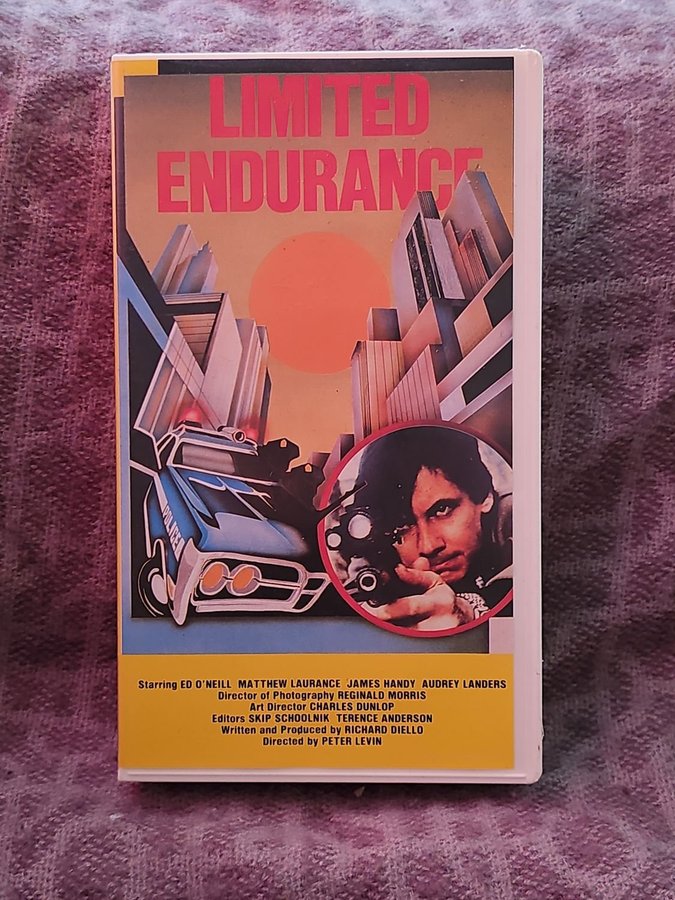 LIMITED
ENDURANCE
POLICE
Starring ED O'NEILL MATTHEW LAURANCE JAMES HANDY AUDREY LANDERS
Director of Photography REGINALD MORRIS
Art Director CHARLES DUNLOP
Editors SKIP SCHOOLNIK TERENCE ANDERSON
Written and Produced by RICHARD DIELLO
Directed by PETER LEVIN